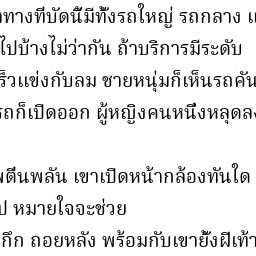 ทางที่บัดนี้มีทั้งรถใหญ่ รถกลาง
ไปบ้างไม่ว่ากัน ถ้าบริการมีระดับ
ร็วแข่งกับลม ชายหนุ่มก็เห็นรถคัน
รถก็เปิดออก ผู้หญิงคนหนึ่งหลุดล
พตีนพลัน เขาเปิดหน้ากล้องทันใด
ป หมายใจจะช่วย
กึก ถอยหลัง พร้อมกับเขายั้งฝีเท้า